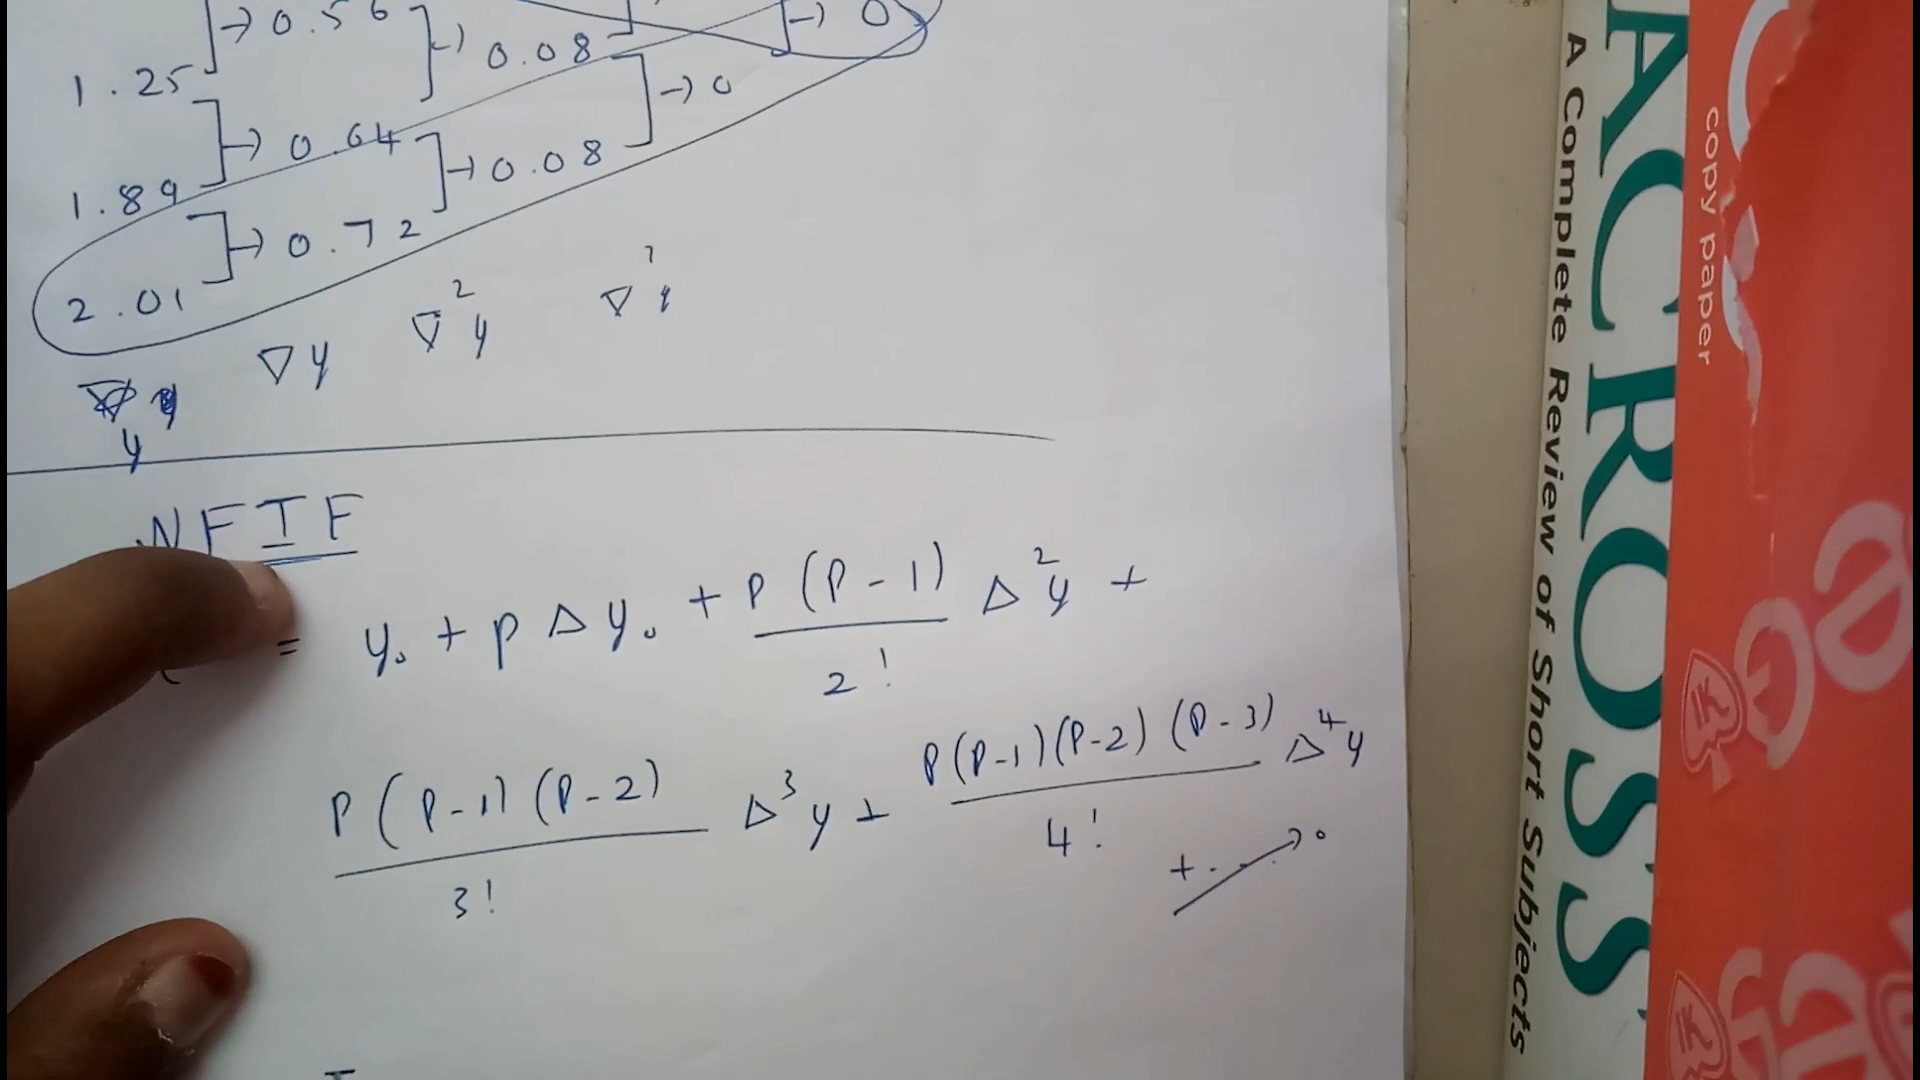 1.25 ]→ 0.56 ]→ 0.08 ]→ 0
1.89 ]→ 0.64 ]→ 0.08 ]→ 0
2.01 ]→ 0.72
y ∇y ∇²y
NFIF
= y₀ + p Δy₀ + P(P-1)/2! Δ²y +
P(P-1)(P-2)/3! Δ³y + P(P-1)(P-2)(P-3)/4! Δ⁴y
+ ... → 0
ACROSS
A Complete Review of Short Subjects
copy paper